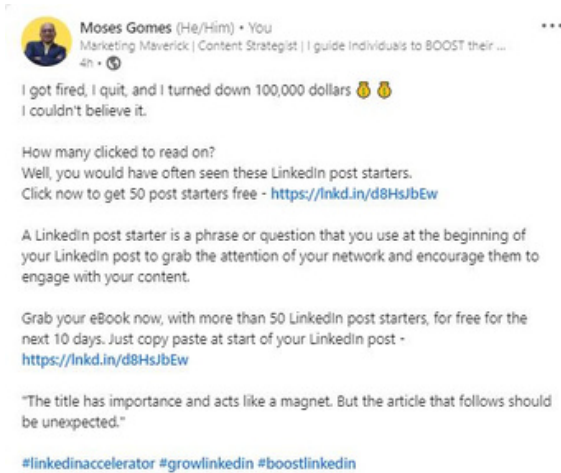 Moses Gomes (He/Him) • You
Marketing Maverick | Content Strategist | I guide Individuals to BOOST their ...
4h •
I got fired, I quit, and I turned down 100,000 dollars
I couldn't believe it.
How many clicked to read on?
Well, you would have often seen these LinkedIn post starters.
Click now to get 50 post starters free - https://lnkd.in/d8HsJbEw
A LinkedIn post starter is a phrase or question that you use at the beginning of
your LinkedIn post to grab the attention of your network and encourage them to
engage with your content.
Grab your eBook now, with more than 50 LinkedIn post starters, for free for the
next 10 days. Just copy paste at start of your LinkedIn post -
https://lnkd.in/d8HsJbEw
"The title has importance and acts like a magnet. But the article that follows should
be unexpected."
#linkedinaccelerator #growlinkedin #boostlinkedin